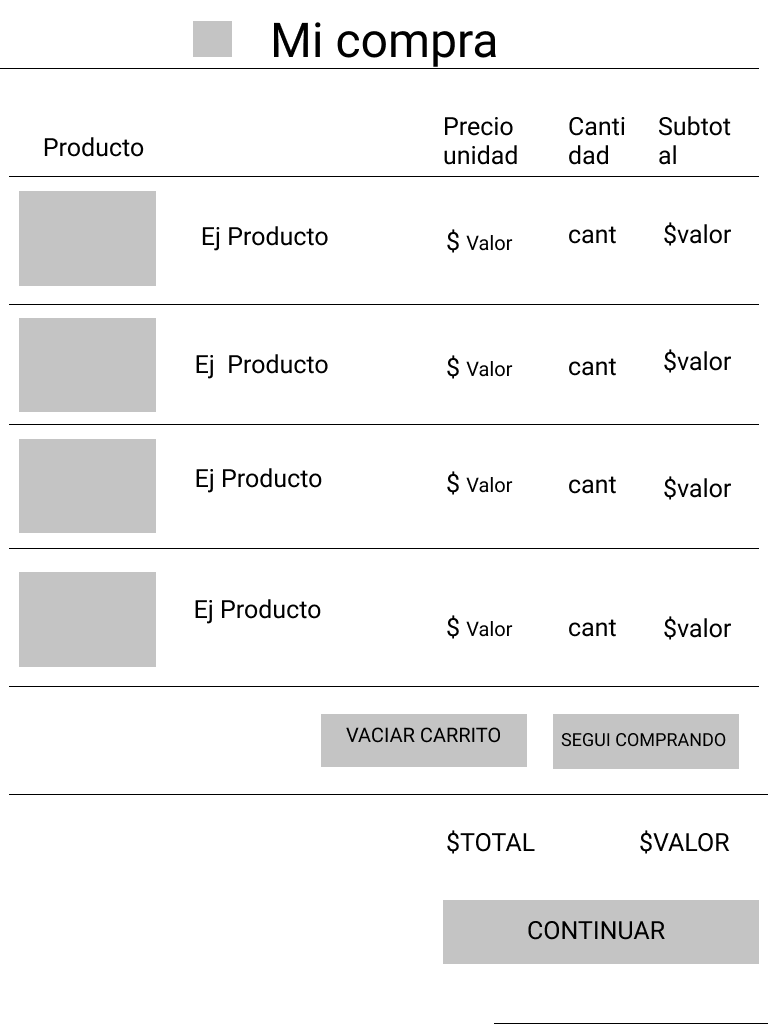 Mi compra
Producto
Precio
unidad
Canti
dad
Subtot
al
Ej Producto
$ Valor
cant
$valor
Ej  Producto
$ Valor
cant
$valor
Ej Producto
$ Valor
cant
$valor
Ej Producto
$ Valor
cant
$valor
VACIAR CARRITO
SEGUI COMPRANDO
$TOTAL
$VALOR
CONTINUAR